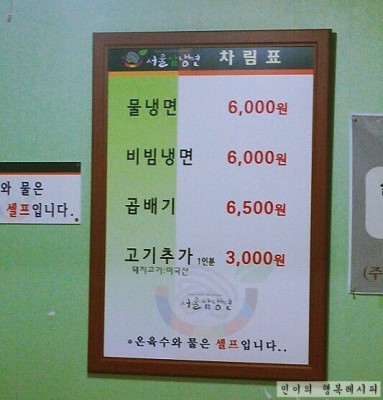 서울삼냉면 차림표
물냉면 6,000원
비빔냉면 6,000원
곱배기 6,500원
고기추가 1인분 3,000원
돼지고기:미국산
서울삼냉면
*온육수와 물은 셀프입니다..
와 물은
셀프입니다.
(주
민이의 행복레시피